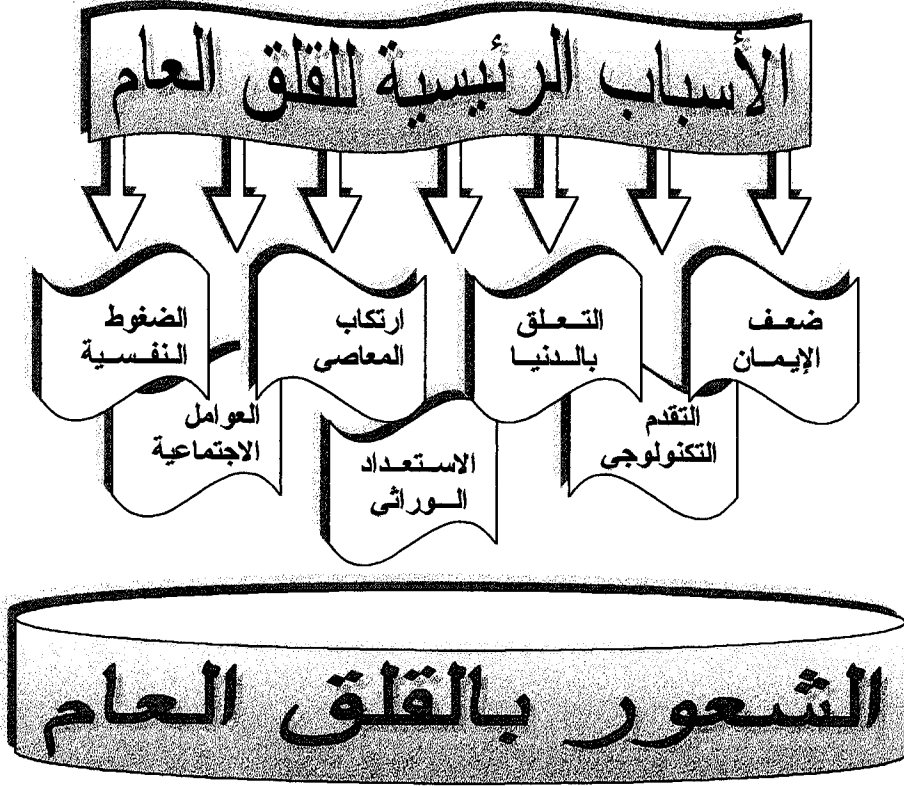 الأسباب الرئيسية للقلق العام
ضعف
الإيمان
التقدم
التكنولوجي
التعلق
بالدنيا
الاستعداد
الوراثي
ارتكاب
المعاصي
العوامل
الاجتماعية
الضغوط
النفسية
الشعور بالقلق العام